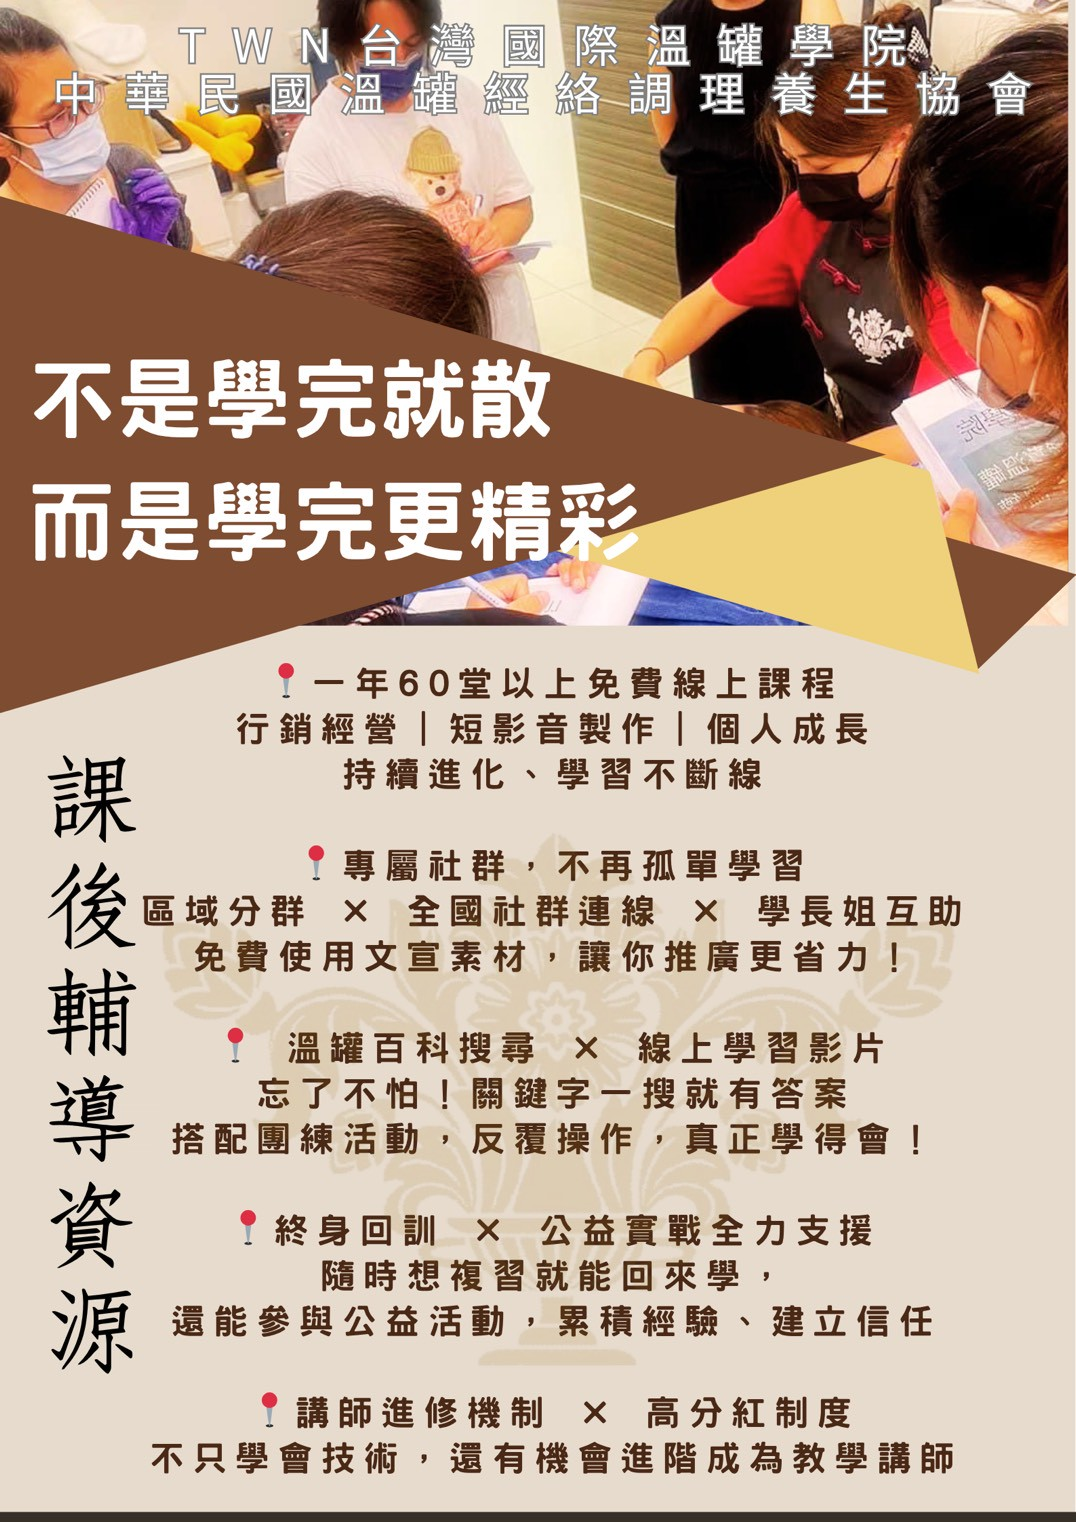 TWN台灣國際溫罐學院
中華民國溫罐經絡調理養生協會
不是學完就散
而是學完更精彩
課後輔導資源
一年60堂以上免費線上課程
行銷經營｜短影音製作｜個人成長
持續進化、學習不斷線
專屬社群，不再孤單學習
區域分群 × 全國社群連線 × 學長姐互助
免費使用文宣素材，讓你推廣更省力！
溫罐百科搜尋 × 線上學習影片
忘了不怕！關鍵字一搜就有答案
搭配團練活動，反覆操作，真正學得會！
終身回訓 × 公益實戰全力支援
隨時想複習就能回來學，
還能參與公益活動，累積經驗、建立信任
講師進修機制 × 高分紅制度
不只學會技術，還有機會進階成為教學講師